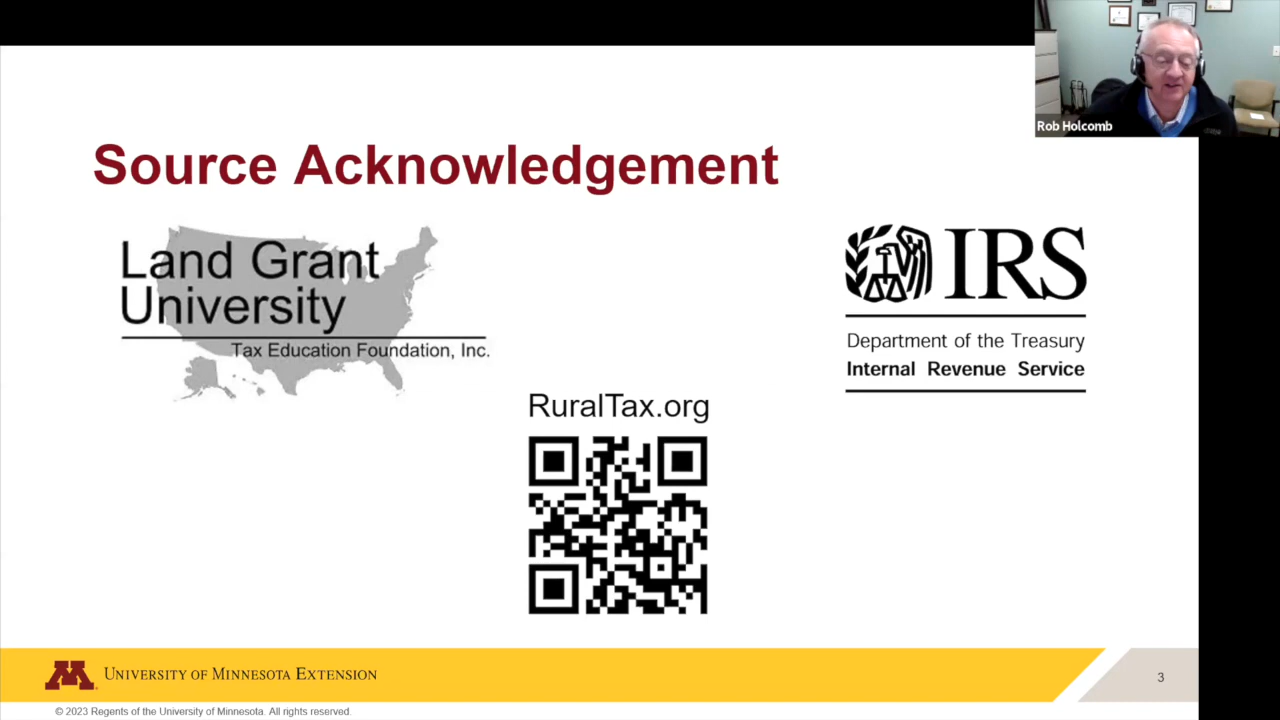 Rob Holcomb
Source Acknowledgement
Land Grant
University
Tax Education Foundation, Inc.
IRS
Department of the Treasury
Internal Revenue Service
RuralTax.org
M
UNIVERSITY OF MINNESOTA EXTENSION
3
© 2023 Regents of the University of Minnesota. All rights reserved.